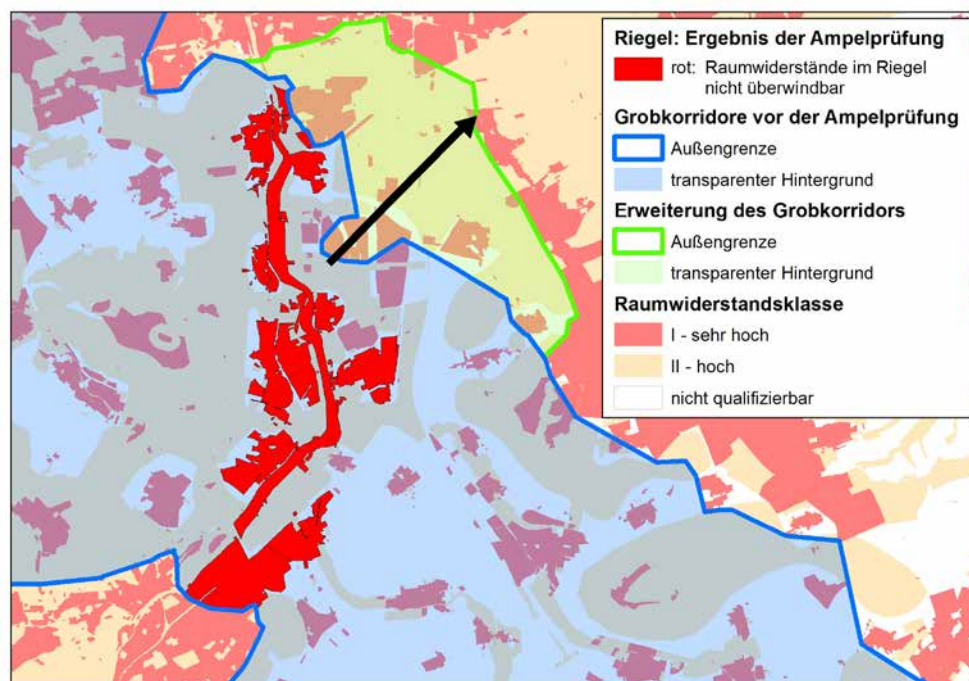 Riegel: Ergebnis der Ampelprüfung
rot: Raumwiderstände im Riegel
nicht überwindbar
Grobkorridore vor der Ampelprüfung
Außengrenze
transparenter Hintergrund
Erweiterung des Grobkorridors
Außengrenze
transparenter Hintergrund
Raumwiderstandsklasse
I - sehr hoch
II - hoch
nicht qualifizierbar